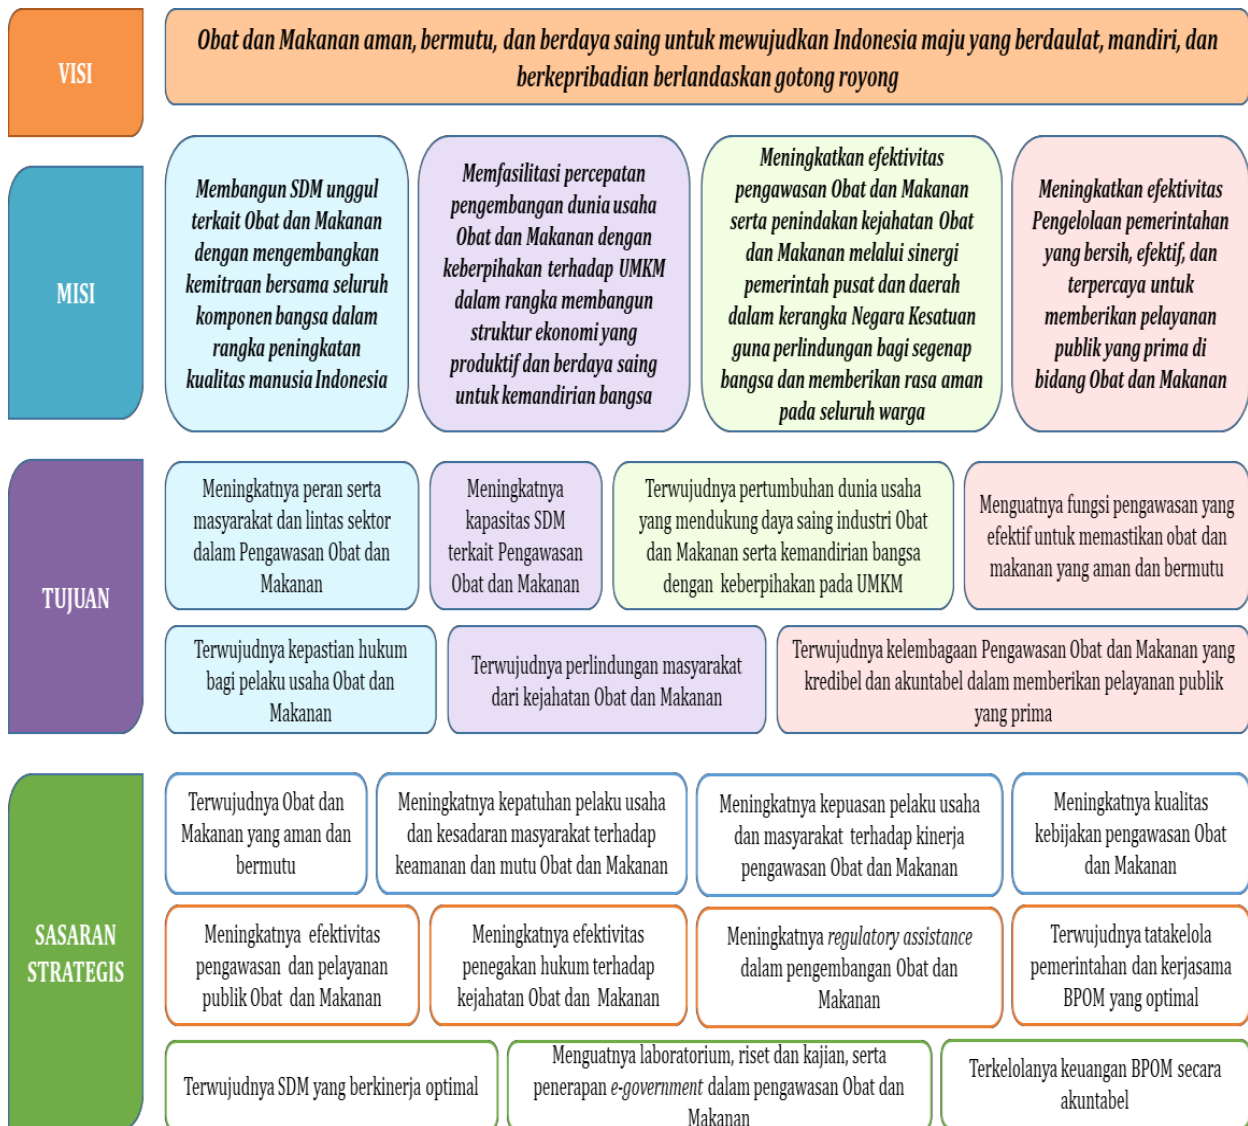 VISI
Obat dan Makanan aman, bermutu, dan berdaya saing untuk mewujudkan Indonesia maju yang berdaulat, mandiri, dan
berkepribadian berlandaskan gotong royong
MISI
Membangun SDM unggul
terkait Obat dan Makanan
dengan mengembangkan
kemitraan bersama seluruh
komponen bangsa dalam
rangka peningkatan
kualitas manusia Indonesia
Memfasilitasi percepatan
pengembangan dunia usaha
Obat dan Makanan dengan
keberpihakan terhadap UMKM
dalam rangka membangun
struktur ekonomi yang
produktif dan berdaya saing
untuk kemandirian bangsa
Meningkatkan efektivitas
pengawasan Obat dan Makanan
serta penindakan kejahatan Obat
dan Makanan melalui sinergi
pemerintah pusat dan daerah
dalam kerangka Negara Kesatuan
guna perlindungan bagi segenap
bangsa dan memberikan rasa aman
pada seluruh warga
Meningkatkan efektivitas
Pengelolaan pemerintahan
yang bersih, efektif, dan
terpercaya untuk
memberikan pelayanan
publik yang prima di
bidang Obat dan Makanan
TUJUAN
Meningkatnya peran serta
masyarakat dan lintas sektor
dalam Pengawasan Obat dan
Makanan
Meningkatnya
kapasitas SDM
terkait Pengawasan
Obat dan Makanan
Terwujudnya pertumbuhan dunia usaha
yang mendukung daya saing industri Obat
dan Makanan serta kemandirian bangsa
dengan keberpihakan pada UMKM
Menguatnya fungsi pengawasan yang
efektif untuk memastikan obat dan
makanan yang aman dan bermutu
Terwujudnya kepastian hukum
bagi pelaku usaha Obat dan
Makanan
Terwujudnya perlindungan masyarakat
dari kejahatan Obat dan Makanan
Terwujudnya kelembagaan Pengawasan Obat dan Makanan yang
kredibel dan akuntabel dalam memberikan pelayanan publik
yang prima
SASARAN
STRATEGIS
Terwujudnya Obat dan
Makanan yang aman dan
bermutu
Meningkatnya kepatuhan pelaku usaha
dan kesadaran masyarakat terhadap
keamanan dan mutu Obat dan Makanan
Meningkatnya kepuasan pelaku usaha
dan masyarakat terhadap kinerja
pengawasan Obat dan Makanan
Meningkatnya kualitas
kebijakan pengawasan Obat
dan Makanan
Meningkatnya efektivitas
pengawasan dan pelayanan
publik Obat dan Makanan
Meningkatnya efektivitas
penegakan hukum terhadap
kejahatan Obat dan Makanan
Meningkatnya regulatory assistance
dalam pengembangan Obat dan
Makanan
Terwujudnya tatakelola
pemerintahan dan kerjasama
BPOM yang optimal
Terwujudnya SDM yang berkinerja optimal
Menguatnya laboratorium, riset dan kajian, serta
penerapan e-government dalam pengawasan Obat dan
Makanan
Terkelolanya keuangan BPOM secara
akuntabel